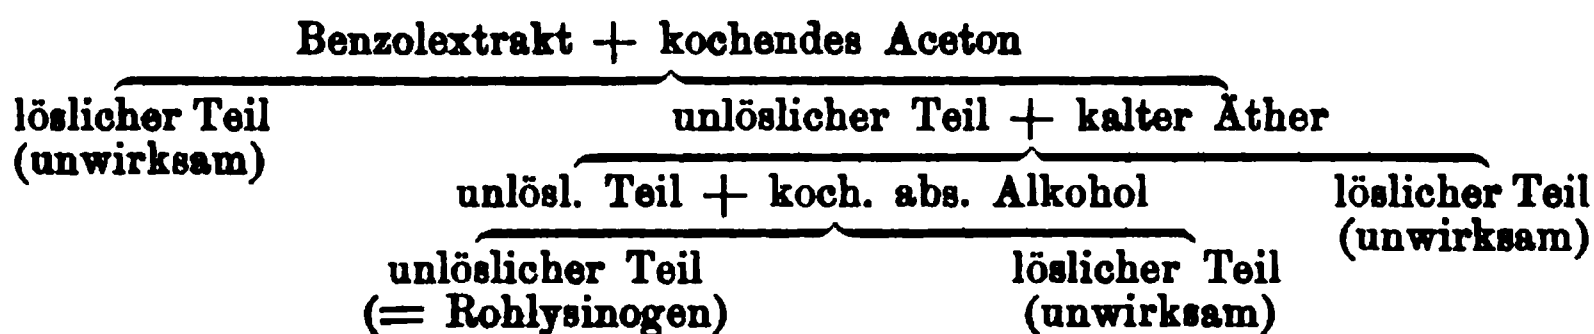 Benzolextrakt + kochendes Aceton
löslicher Teil unlöslicher Teil + kalter Äther
(unwirksam)
unlösl. Teil + koch. abs. Alkohol löslicher Teil
(unwirksam)
unlöslicher Teil löslicher Teil
(= Rohlysinogen) (unwirksam)